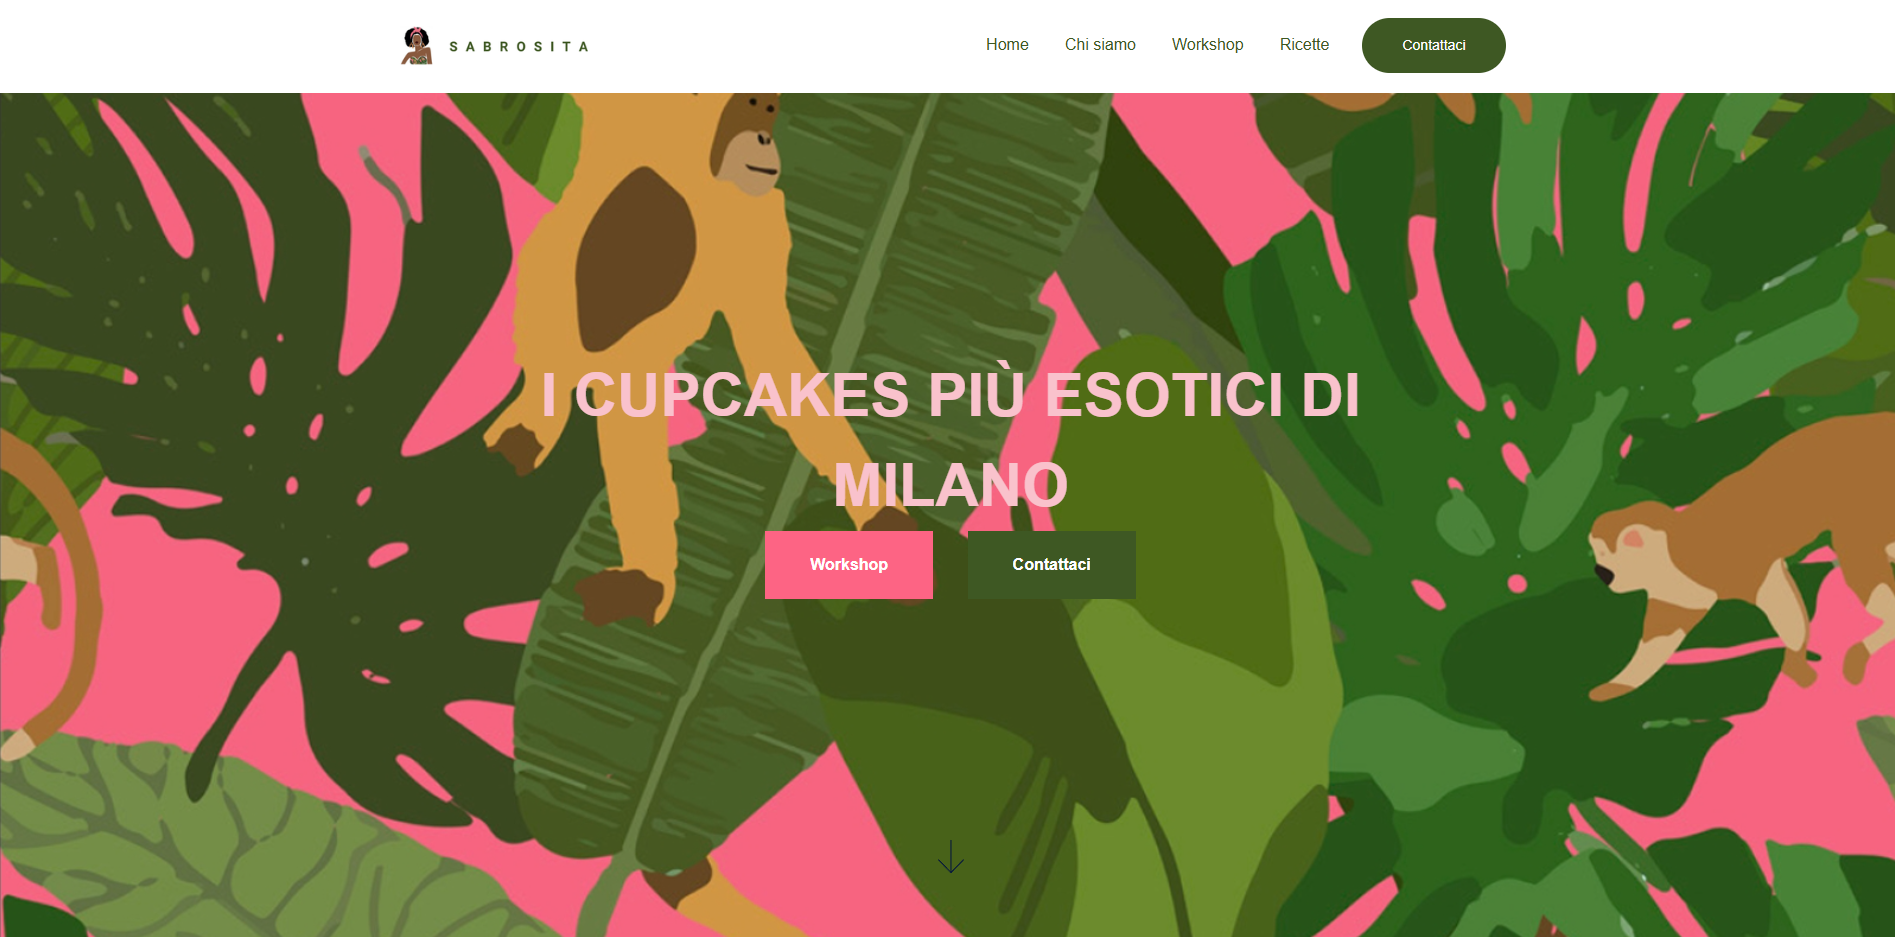 SABROSITA
Home
Chi siamo
Workshop
Ricette
Contattaci
I CUPCAKES PIÙ ESOTICI DI
MILANO
Workshop
Contattaci